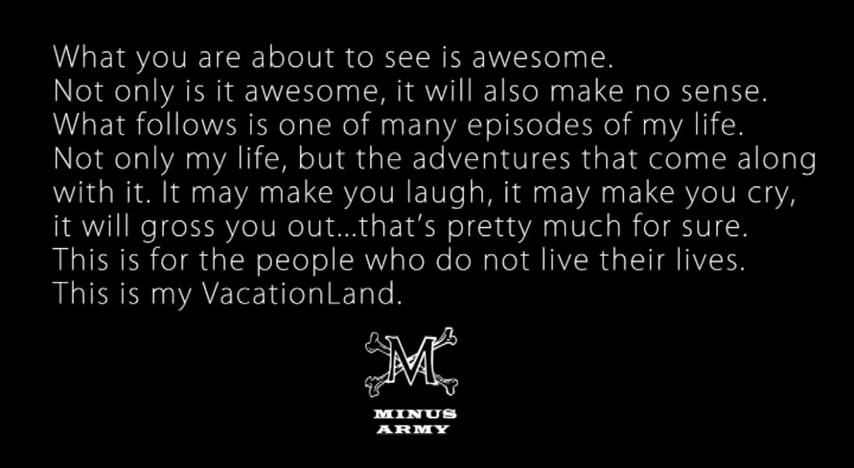 What you are about to see is awesome.
Not only is it awesome, it will also make no sense.
What follows is one of many episodes of my life.
Not only my life, but the adventures that come along
with it. It may make you laugh, it may make you cry,
it will gross you out...that’s pretty much for sure.
This is for the people who do not live their lives.
This is my VacationLand.
M
MINUS
ARMY